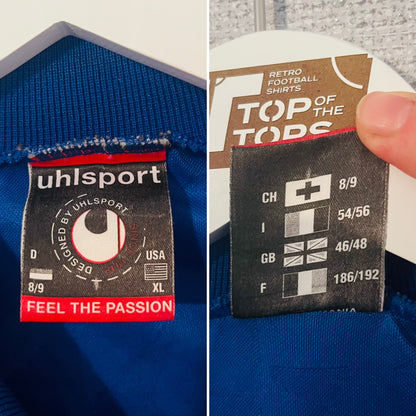 uhlsport
DESIGNED BY UHLSPORT
D USA
8/9 XL
FEEL THE PASSION
RETRO
FOOTBALL
SHIRTS
TOP OF
THE
TOPS
CH 8/9
I 54/56
GB 46/48
F 186/192